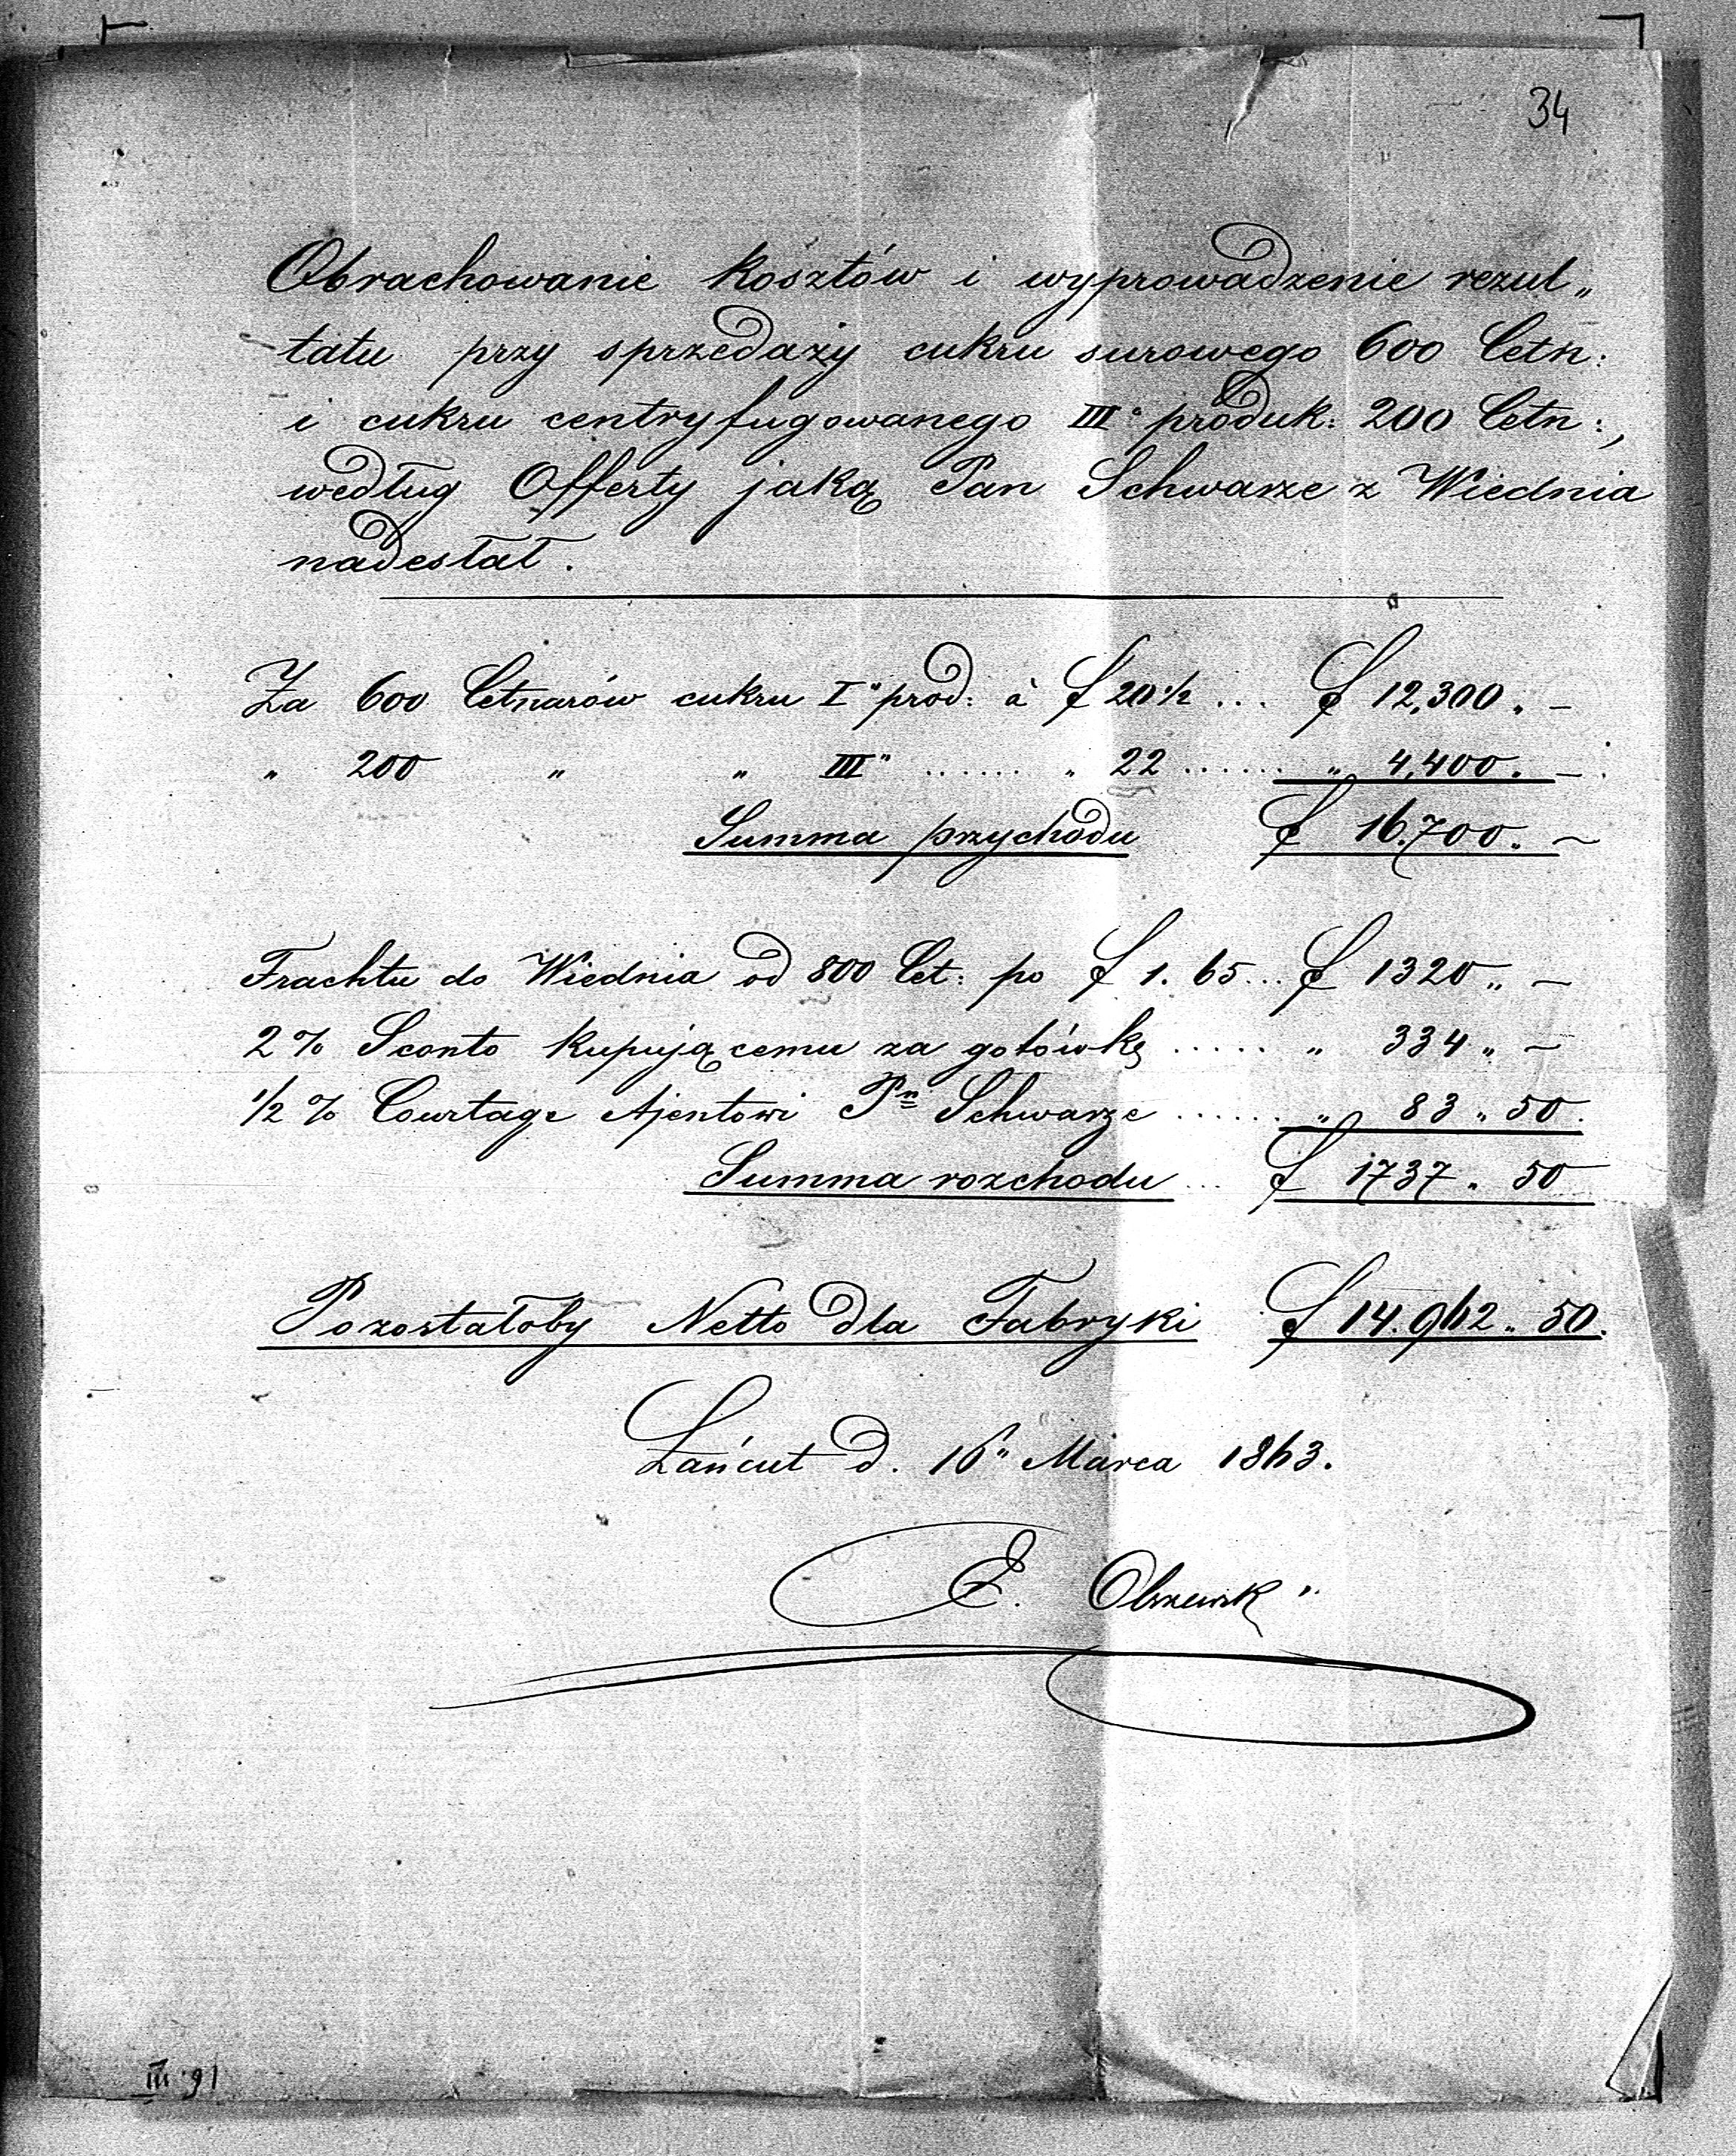 34
Obrachowanie kosztów i wyprowadzenie rezul„
tatu przy sprzedaży cukru surowego 600 Cetn:
i cukru centryfugowanego III° produk: 200 Cetn:,
według Offerty jaką Pan Schwarze z Wiednia
nadesłał.
Za 600 Cetnarów cukru I" prod: à f 20 1/2 ... f 12,300 „ —
„ 200 „ „ III" ...... „ 22 ...... „ 4,400 „ —
Summa przychodu f 16.700 „ —
Frachtu do Wiednia od 800 Cet: po f 1.65 ... f 1320 „ —
2 % Sconto kupującemu za gotówkę ..... „ 334 „ —
1/2 % Courtage Ajentowi Pn Schwarze ...... „ 83 „ 50.
Summa rozchodu ... f 1737 „ 50
Pozostałoby Netto dla Fabryki f 14.962 „ 50.
Łańcut d. 16" Marca 1863.
E.
III 91